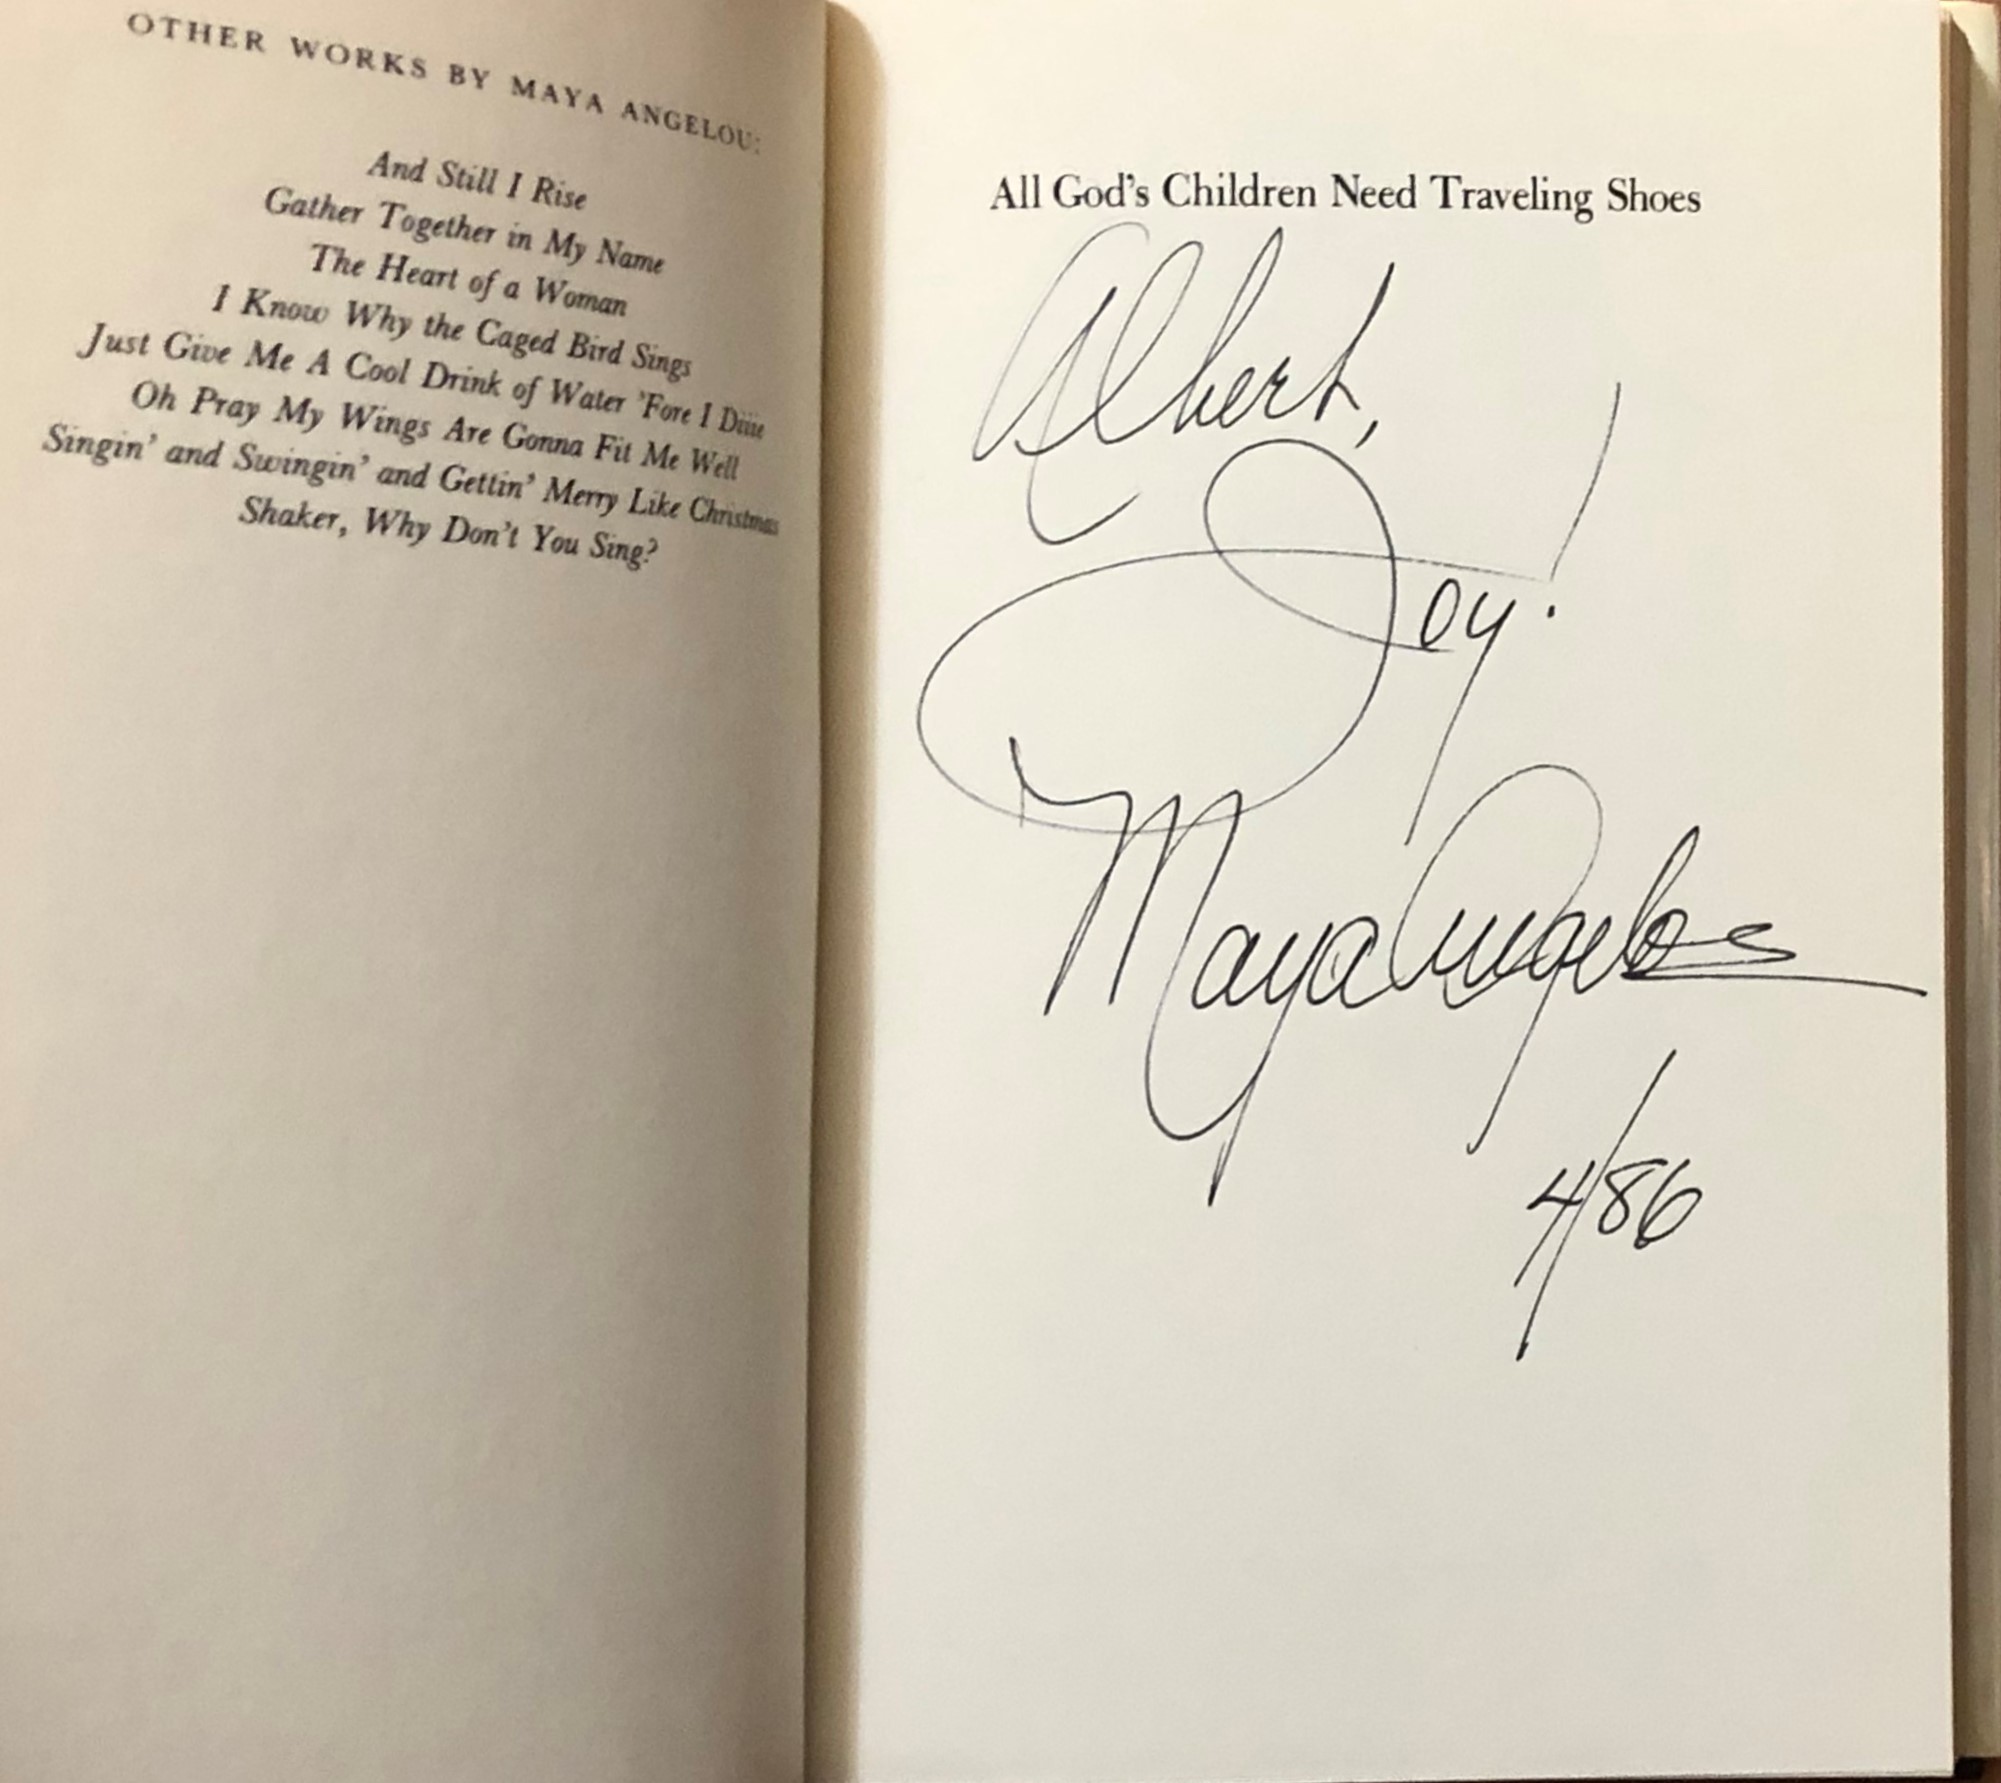 OTHER WORKS BY MAYA ANGELOU:
And Still I Rise
Gather Together in My Name
The Heart of a Woman
I Know Why the Caged Bird Sings
Just Give Me A Cool Drink of Water 'Fore I Diiie
Oh Pray My Wings Are Gonna Fit Me Well
Singin' and Swingin' and Gettin' Merry Like Christmas
Shaker, Why Don't You Sing?
All God's Children Need Traveling Shoes
Albert,
Joy!
Maya Angelou
4/86